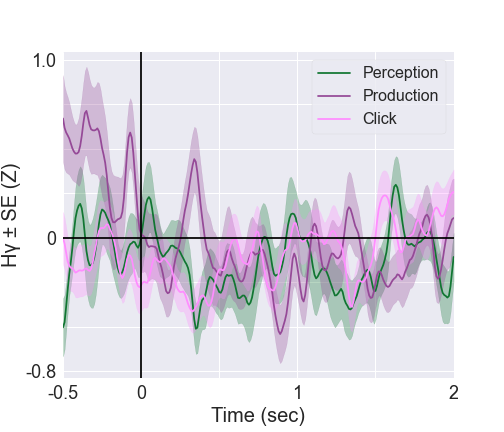 1.0
Perception
Production
Click
Hγ ± SE (Z)
0
-0.8
-0.5 0 1 2
Time (sec)